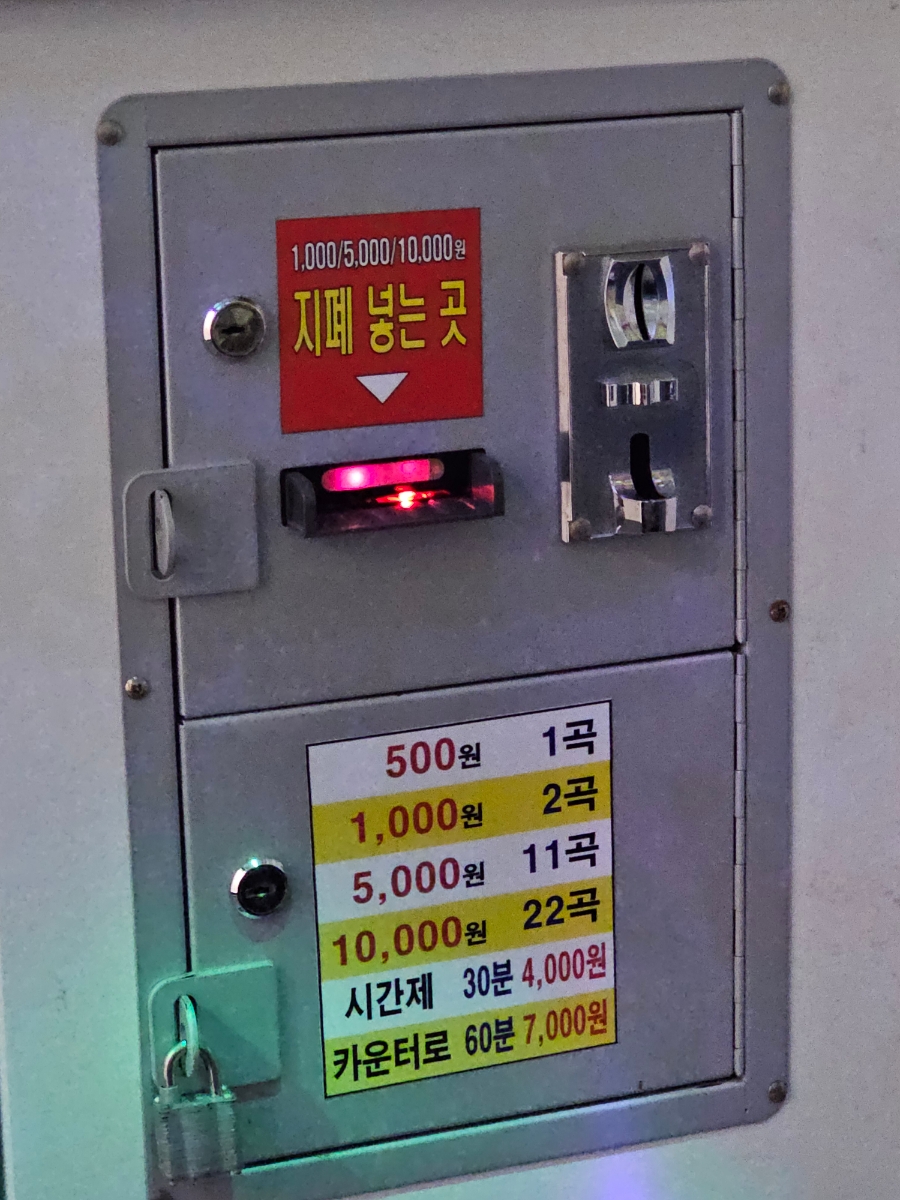 1,000/5,000/10,000원
지폐 넣는 곳
500원 1곡
1,000원 2곡
5,000원 11곡
10,000원 22곡
시간제 30분 4,000원
카운터로 60분 7,000원